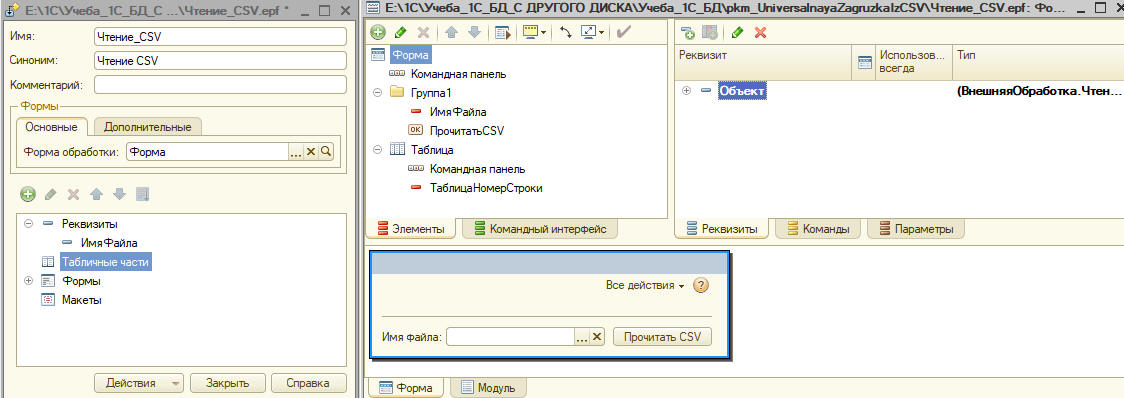 E:\1С\Учеба_1С_БД_С ...\Чтение_CSV.epf *
Имя: Чтение_CSV
Синоним: Чтение CSV
Комментарий:
Формы
Основные Дополнительные
Форма обработки: Форма
Реквизиты
ИмяФайла
Табличные части
Формы
Макеты
Действия Закрыть Справка
E:\1С\Учеба_1С_БД_С ДРУГОГО ДИСКА\Учеба_1С_БД\pkm_UniversalnayaZagruzkaIzCSV\Чтение_CSV.epf: Фо...
Форма
Командная панель
Группа1
ИмяФайла
OK ПрочитатьCSV
Таблица
Командная панель
ТаблицаНомерСтроки
Элементы Командный интерфейс
Реквизит Использов... всегда Тип
Объект (ВнешняяОбработка.Чтен...
Реквизиты Команды Параметры
Все действия ?
Имя файла: ... Прочитать CSV
Форма Модуль